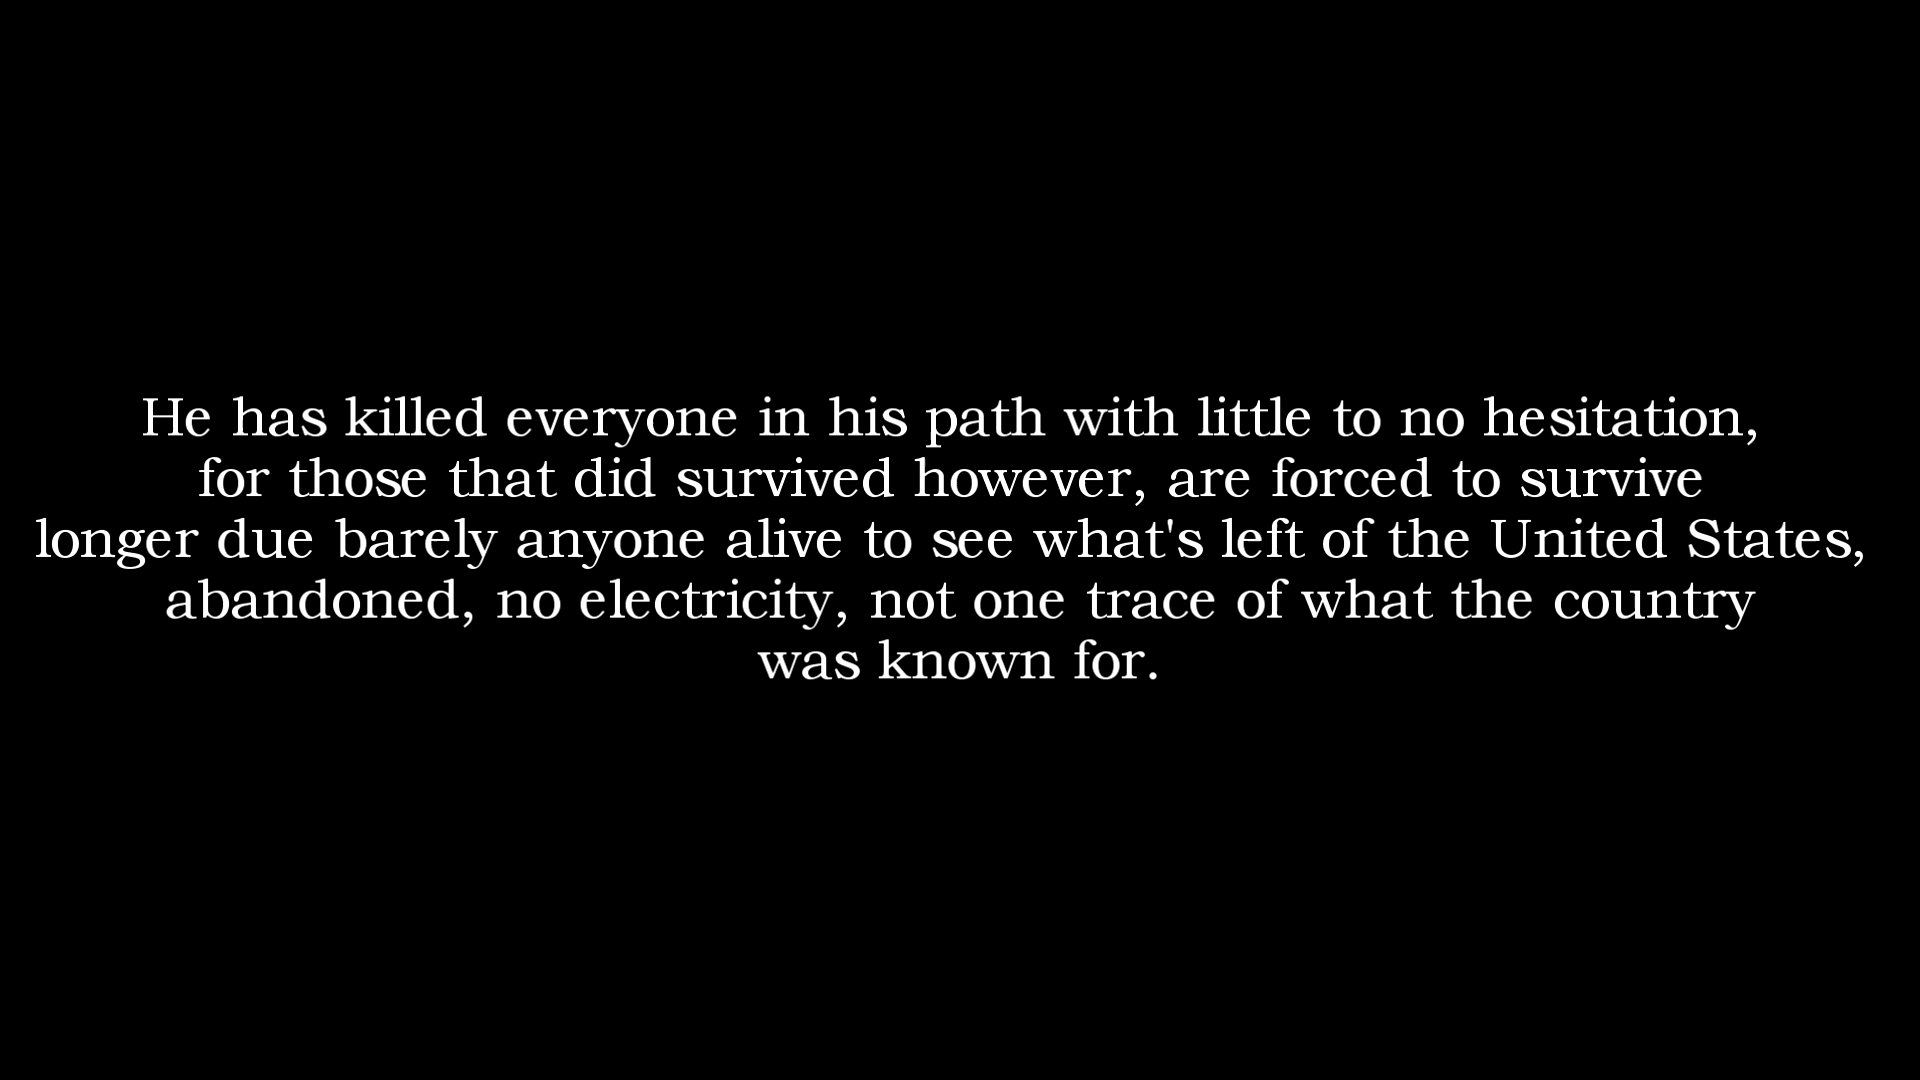 He has killed everyone in his path with little to no hesitation,
for those that did survived however, are forced to survive
longer due barely anyone alive to see what's left of the United States,
abandoned, no electricity, not one trace of what the country
was known for.